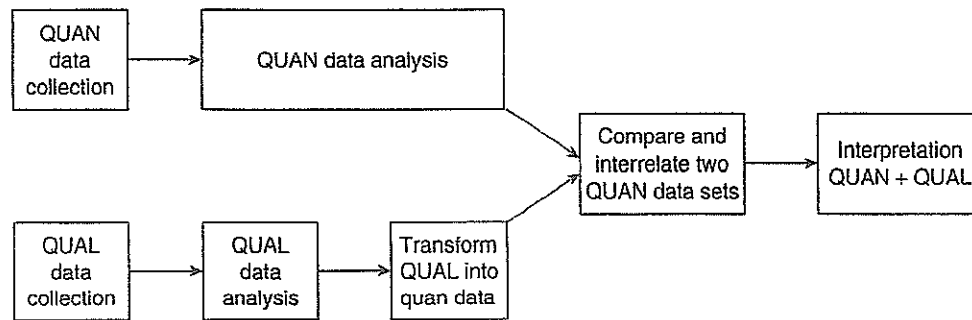 QUAN
data
collection
QUAN data analysis
Compare and
interrelate two
QUAN data sets
Interpretation
QUAN + QUAL
QUAL
data
collection
QUAL
data
analysis
Transform
QUAL into
quan data